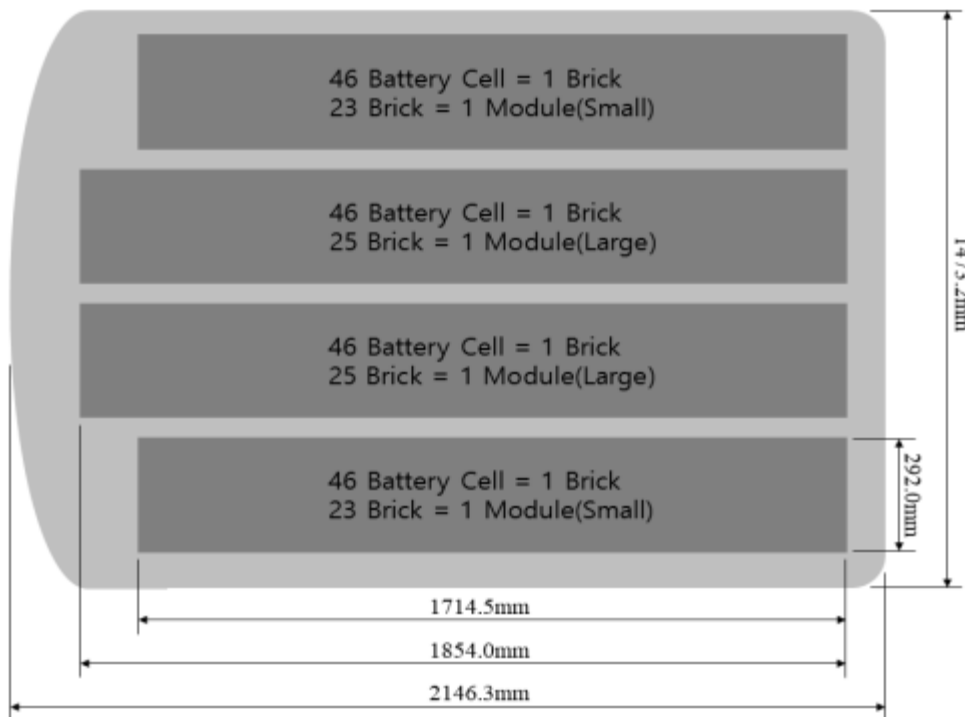 46 Battery Cell = 1 Brick
23 Brick = 1 Module(Small)
46 Battery Cell = 1 Brick
25 Brick = 1 Module(Large)
46 Battery Cell = 1 Brick
25 Brick = 1 Module(Large)
46 Battery Cell = 1 Brick
23 Brick = 1 Module(Small)
1473.2mm
292.0mm
1714.5mm
1854.0mm
2146.3mm